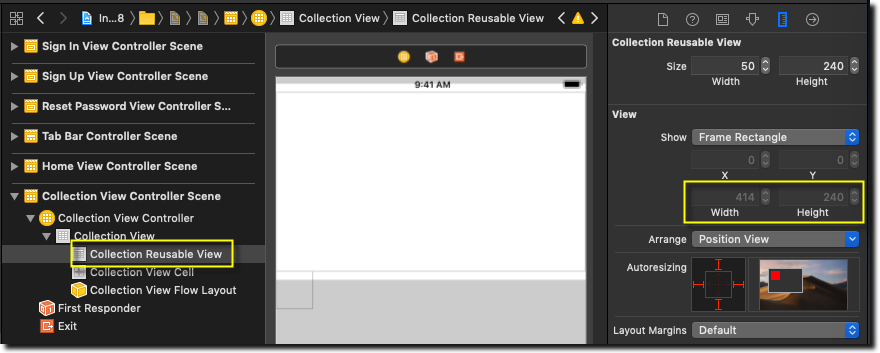 In...8 〉 Collection View 〉 Collection Reusable View
Sign In View Controller Scene
Sign Up View Controller Scene
Reset Password View Controller S...
Tab Bar Controller Scene
Home View Controller Scene
Collection View Controller Scene
Collection View Controller
Collection View
Collection Reusable View
Collection View Cell
Collection View Flow Layout
First Responder
Exit
9:41 AM
Collection Reusable View
Size 50 240
Width Height
View
Show Frame Rectangle
0 0
X Y
414 240
Width Height
Arrange Position View
Autoresizing
Layout Margins Default